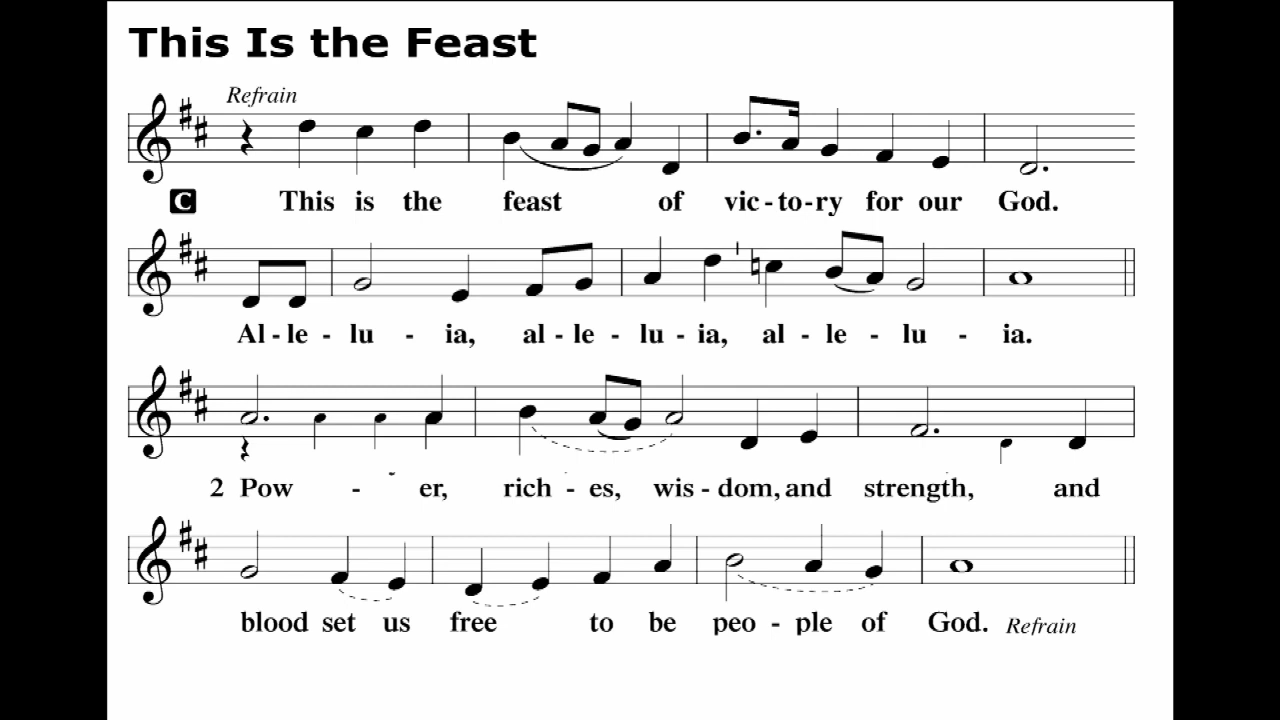 This Is the Feast
Refrain
C This is the feast of vic - to - ry for our God.
Al - le - lu - ia, al - le - lu - ia, al - le - lu - ia.
2 Pow - er, rich - es, wis - dom, and strength, and
blood set us free to be peo - ple of God. Refrain